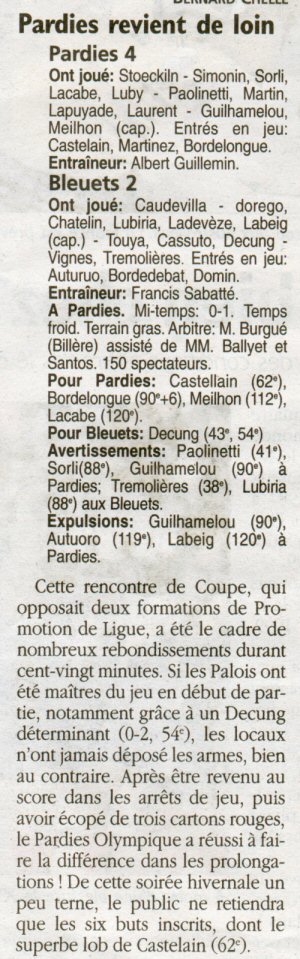 BERNARD CHELLE
Pardies revient de loin
Pardies 4
Ont joué: Stoeckiln - Simonin, Sorli,
Lacabe, Luby - Paolinetti, Martin,
Lapuyade, Laurent - Guilhamelou,
Meilhon (cap.). Entrés en jeu:
Castelain, Martinez, Bordelongue.
Entraîneur: Albert Guillemin.
Bleuets 2
Ont joué: Caudevilla - dorego,
Chatelin, Lubiria, Ladevèze, Labeig
(cap.) - Touya, Cassuto, Decung -
Vignes, Tremolières. Entrés en jeu:
Auturuo, Bordedebat, Domin.
Entraîneur: Francis Sabatté.
A Pardies. Mi-temps: 0-1. Temps
froid. Terrain gras. Arbitre: M. Burgué
(Billère) assisté de MM. Ballyet et
Santos. 150 spectateurs.
Pour Pardies: Castellain (62e),
Bordelongue (90e+6), Meilhon (112e),
Lacabe (120e).
Pour Bleuets: Decung (43e, 54e)
Avertissements: Paolinetti (41e),
Sorli(88e), Guilhamelou (90e) à
Pardies; Tremolières (38e), Lubiria
(88e) aux Bleuets.
Expulsions: Guilhamelou (90e),
Autuoro (119e), Labeig (120e) à
Pardies.
Cette rencontre de Coupe, qui
opposait deux formations de Pro-
motion de Ligue, a été le cadre de
nombreux rebondissements durant
cent-vingt minutes. Si les Palois ont
été maîtres du jeu en début de par-
tie, notamment grâce à un Decung
déterminant (0-2, 54e), les locaux
n'ont jamais déposé les armes, bien
au contraire. Après être revenu au
score dans les arrêts de jeu, puis
avoir écopé de trois cartons rouges,
le Pardies Olympique a réussi à fai-
re la différence dans les prolonga-
tions ! De cette soirée hivernale un
peu terne, le public ne retiendra
que les six buts inscrits, dont le
superbe lob de Castelain (62e).